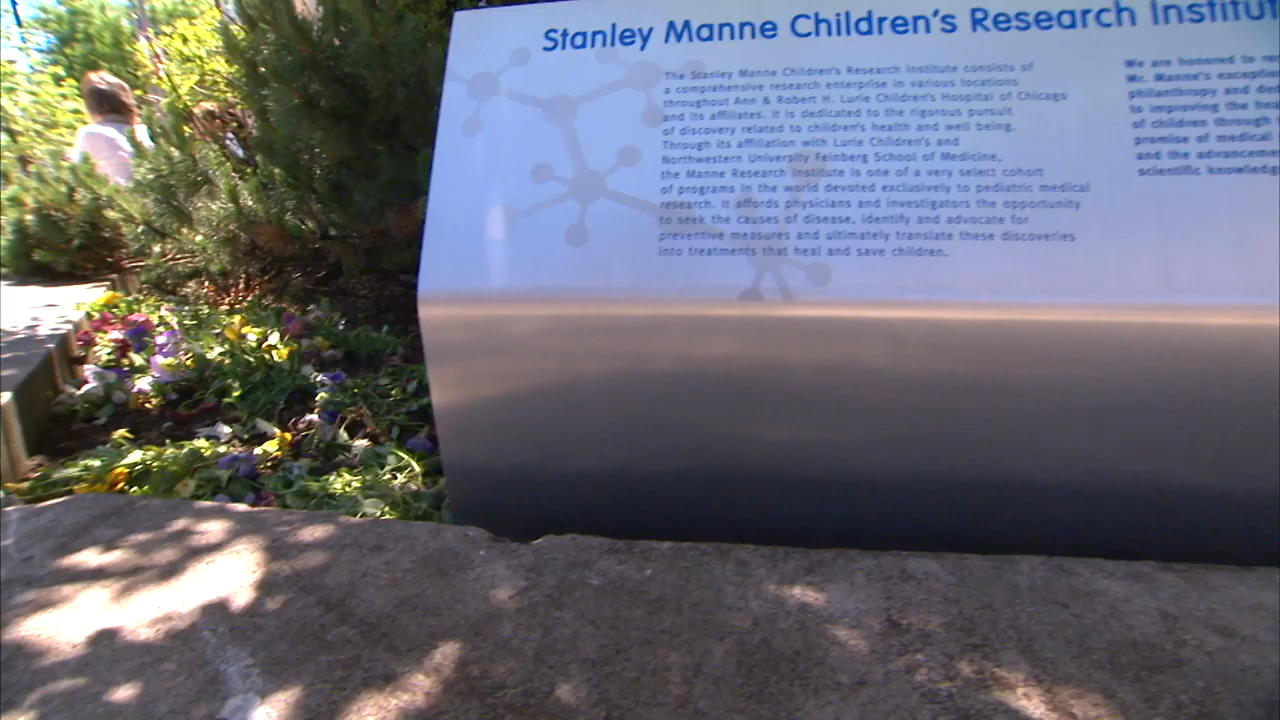 Stanley Manne Children's Research Institut
The Stanley Manne Children's Research Institute consists of
a comprehensive research enterprise in various locations
throughout Ann & Robert H. Lurie Children's Hospital of Chicago
and its affiliates. It is dedicated to the rigorous pursuit
of discovery related to children's health and well being.
Through its affiliation with Lurie Children's and
Northwestern University Feinberg School of Medicine,
the Manne Research Institute is one of a very select cohort
of programs in the world devoted exclusively to pediatric medical
research. It affords physicians and investigators the opportunity
to seek the causes of disease, identify and advocate for
preventive measures and ultimately translate these discoveries
into treatments that heal and save children.
We are honored to
Mr. Manne's
philanthropy and
to improving the
of children through
promise of medical
and the
scientific